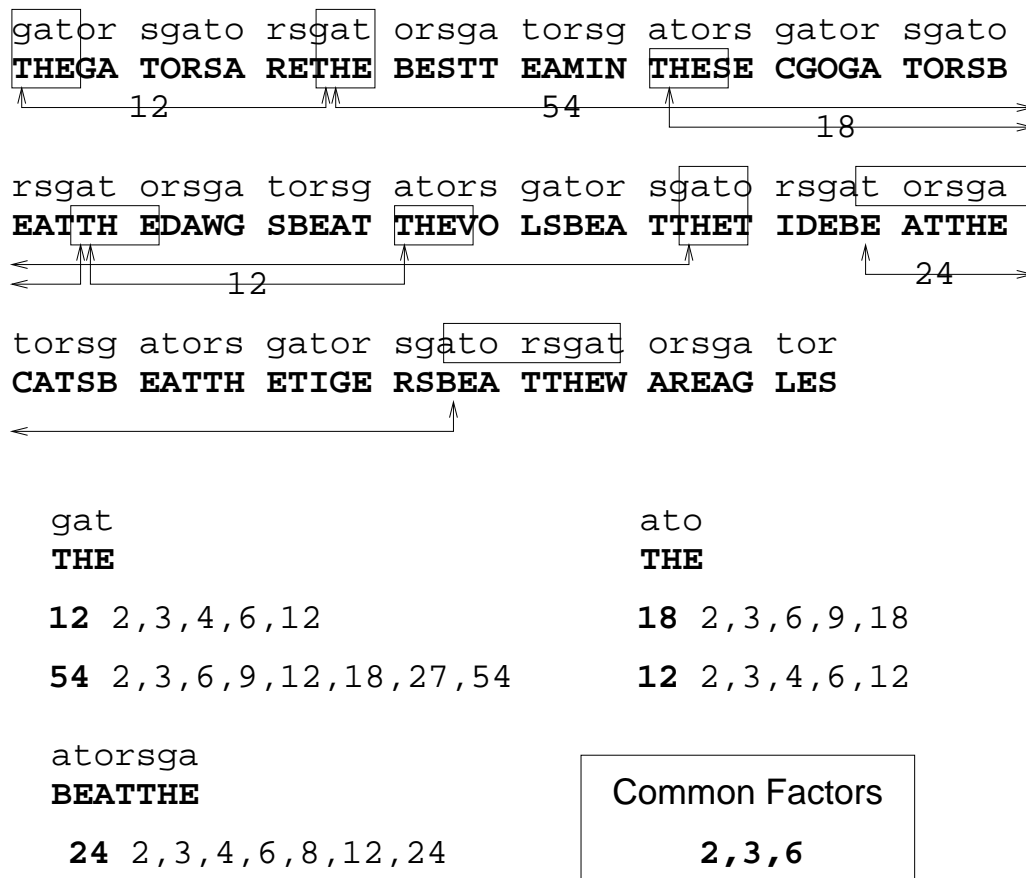 gator sgato rsgat orsga torsg ators gator sgato
THEGA TORSA RETHE BESTT EAMIN THESE CGOGA TORSB
12 54 18
rsgat orsga torsg ators gator sgato rsgat orsga
EATTH EDAWG SBEAT THEVO LSBEA TTHET IDEBE ATTHE
12 24
torsg ators gator sgato rsgat orsga tor
CATSB EATTH ETIGE RSBEA TTHEW AREAG LES
gat ato
THE THE
12 2,3,4,6,12 18 2,3,6,9,18
54 2,3,6,9,12,18,27,54 12 2,3,4,6,12
atorsga
BEATTHE Common Factors
24 2,3,4,6,8,12,24 2,3,6